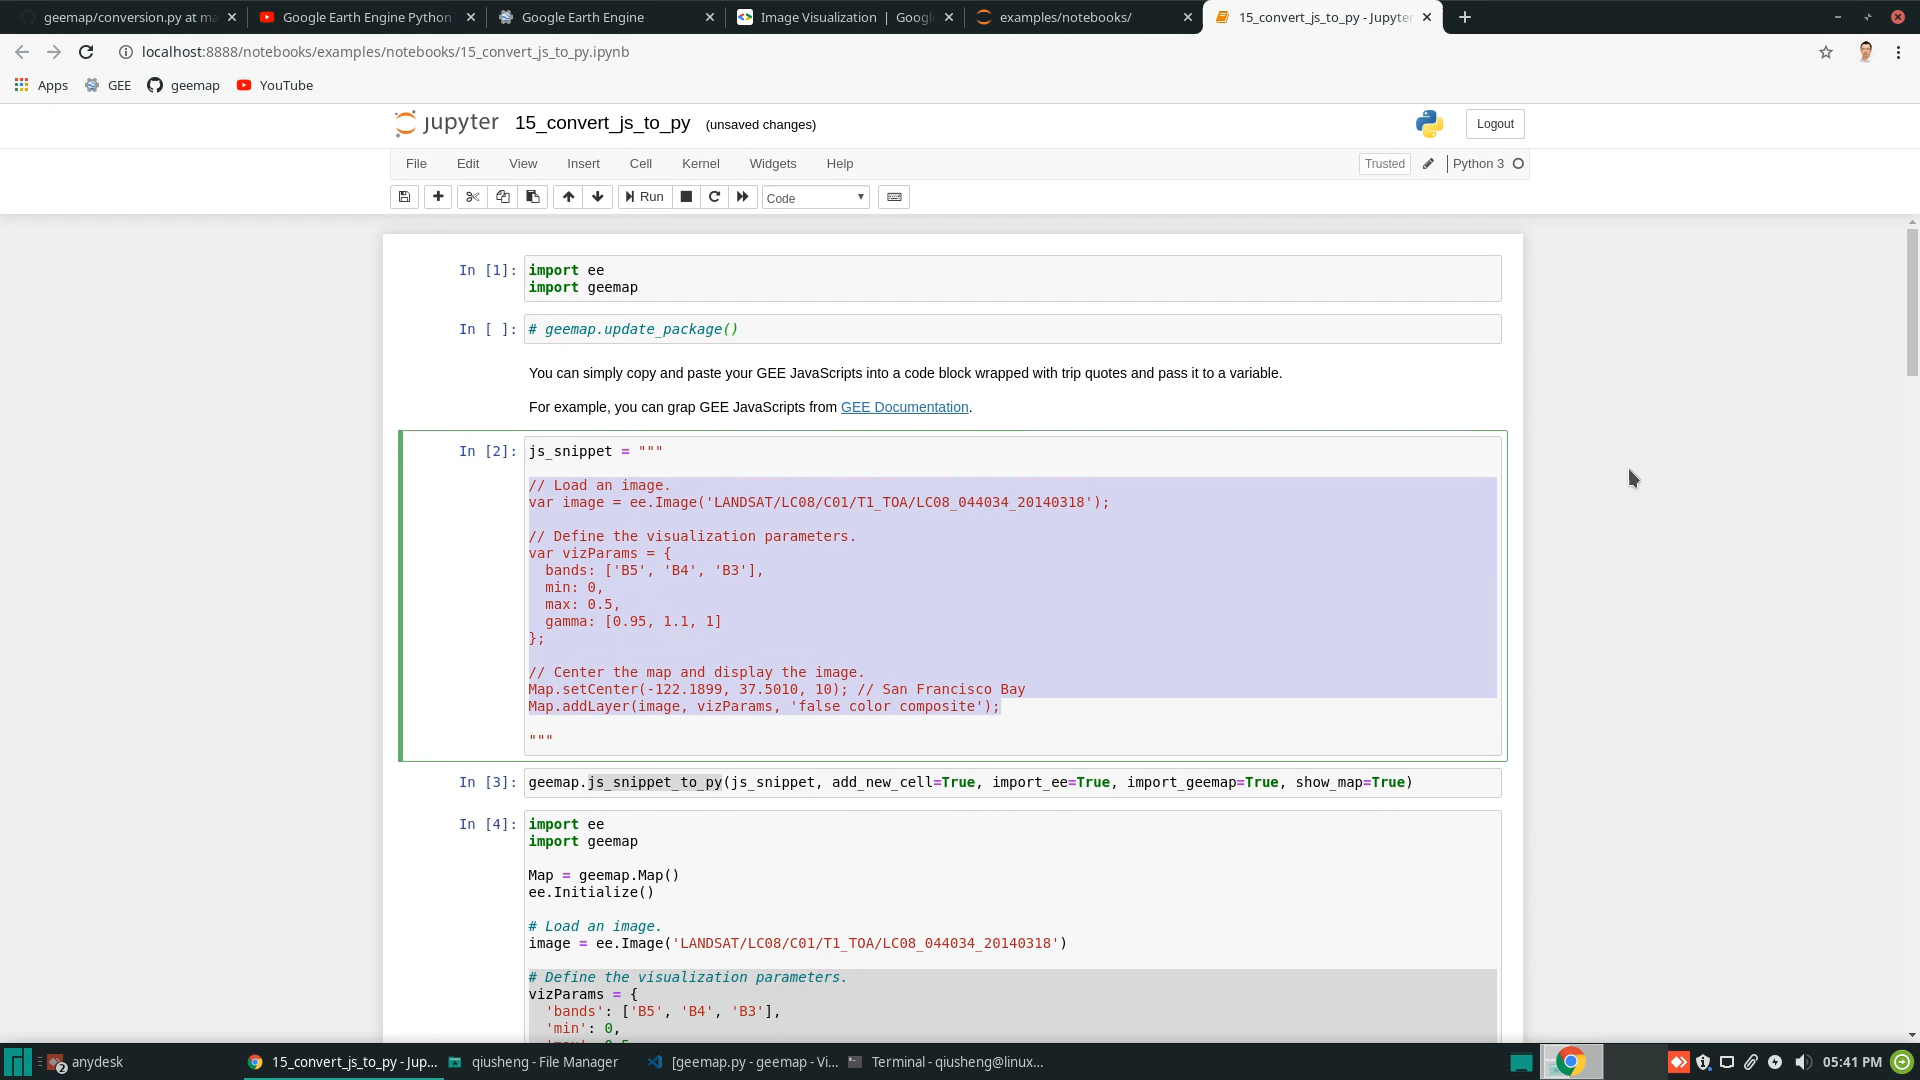 geemap/conversion.py at ma
Google Earth Engine Python
Google Earth Engine
Image Visualization | Googl
examples/notebooks/
15_convert_js_to_py - Jupyter
localhost:8888/notebooks/examples/notebooks/15_convert_js_to_py.ipynb
Apps
GEE
geemap
YouTube
jupyter
15_convert_js_to_py
(unsaved changes)
Logout
File
Edit
View
Insert
Cell
Kernel
Widgets
Help
Trusted
Python 3
Run
Code
In [1]:
import ee
import geemap
In [ ]:
# geemap.update_package()
You can simply copy and paste your GEE JavaScripts into a code block wrapped with trip quotes and pass it to a variable.
For example, you can grap GEE JavaScripts from GEE Documentation.
In [2]:
js_snippet = """
// Load an image.
var image = ee.Image('LANDSAT/LC08/C01/T1_TOA/LC08_044034_20140318');
// Define the visualization parameters.
var vizParams = {
bands: ['B5', 'B4', 'B3'],
min: 0,
max: 0.5,
gamma: [0.95, 1.1, 1]
};
// Center the map and display the image.
Map.setCenter(-122.1899, 37.5010, 10); // San Francisco Bay
Map.addLayer(image, vizParams, 'false color composite');
"""
In [3]:
geemap.js_snippet_to_py(js_snippet, add_new_cell=True, import_ee=True, import_geemap=True, show_map=True)
In [4]:
import ee
import geemap
Map = geemap.Map()
ee.Initialize()
# Load an image.
image = ee.Image('LANDSAT/LC08/C01/T1_TOA/LC08_044034_20140318')
# Define the visualization parameters.
vizParams = {
'bands': ['B5', 'B4', 'B3'],
'min': 0,
2
anydesk
15_convert_js_to_py - Jup...
qiusheng - File Manager
[geemap.py - geemap - Vi...
Terminal - qiusheng@linux...
05:41 PM